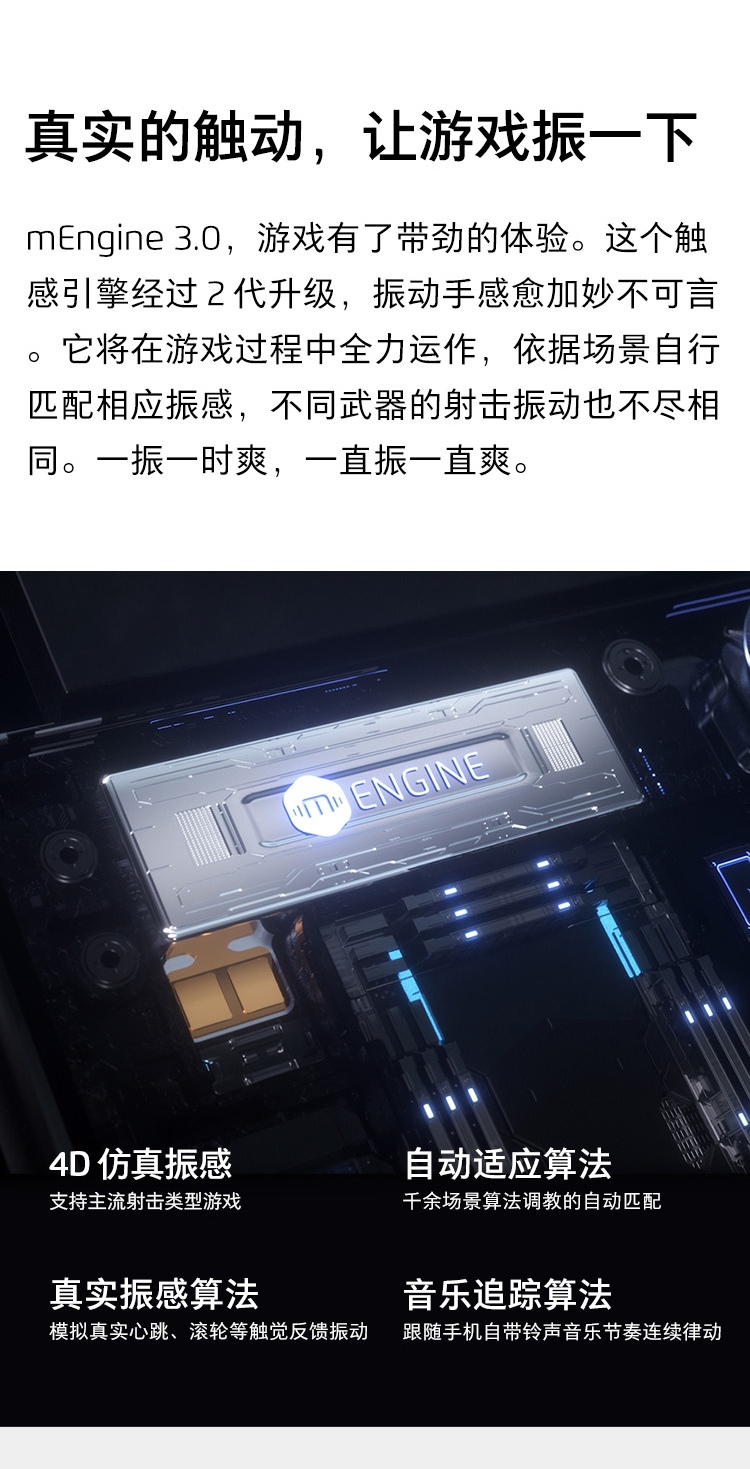 真实的触动，让游戏振一下
mEngine 3.0，游戏有了带劲的体验。这个触
感引擎经过 2 代升级，振动手感愈加妙不可言
。它将在游戏过程中全力运作，依据场景自行
匹配相应振感，不同武器的射击振动也不尽相
同。一振一时爽，一直振一直爽。
m ENGINE
4D 仿真振感
支持主流射击类型游戏
自动适应算法
千余场景算法调教的自动匹配
真实振感算法
模拟真实心跳、滚轮等触觉反馈振动
音乐追踪算法
跟随手机自带铃声音乐节奏连续律动